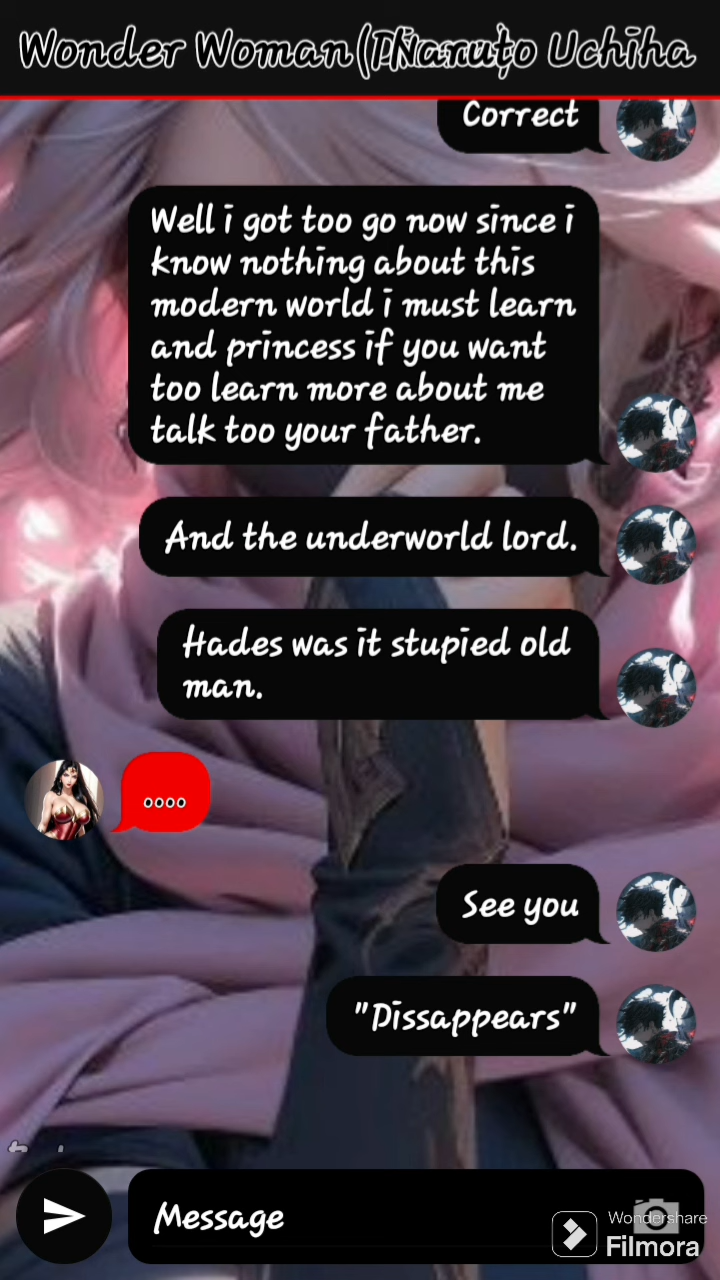 Wonder Woman (
Naruto Uchiha
Correct
Well i got too go now since i
know nothing about this
modern world i must learn
and princess if you want
too learn more about me
talk too your father.
And the underworld lord.
Hades was it stupied old
man.
oooo
See you
"Dissappears"
Message
Wondershare
Filmora